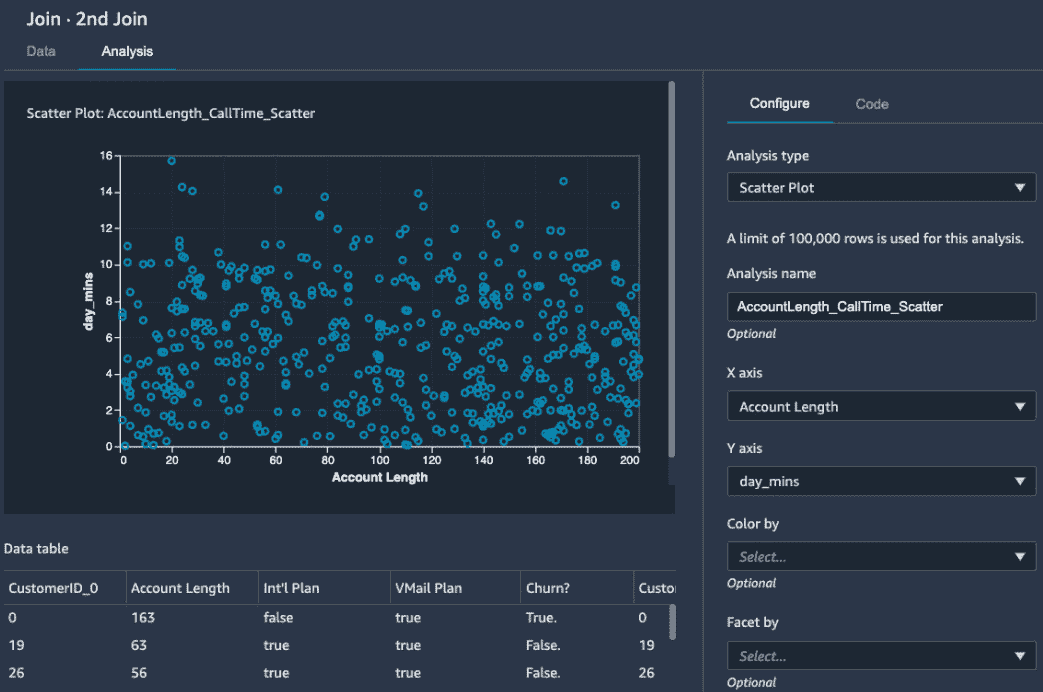 Join · 2nd Join
Data
Analysis
Scatter Plot: AccountLength_CallTime_Scatter
16
14
12
10
8
6
4
2
0
day_mins
0 20 40 60 80 100 120 140 160 180 200
Account Length
Data table
CustomerID_0 Account Length Int'l Plan VMail Plan Churn? Custo
0 163 false true True. 0
19 63 true true False. 19
26 56 true true False. 26
Configure
Code
Analysis type
Scatter Plot
A limit of 100,000 rows is used for this analysis.
Analysis name
AccountLength_CallTime_Scatter
Optional
X axis
Account Length
Y axis
day_mins
Color by
Select...
Optional
Facet by
Select...
Optional